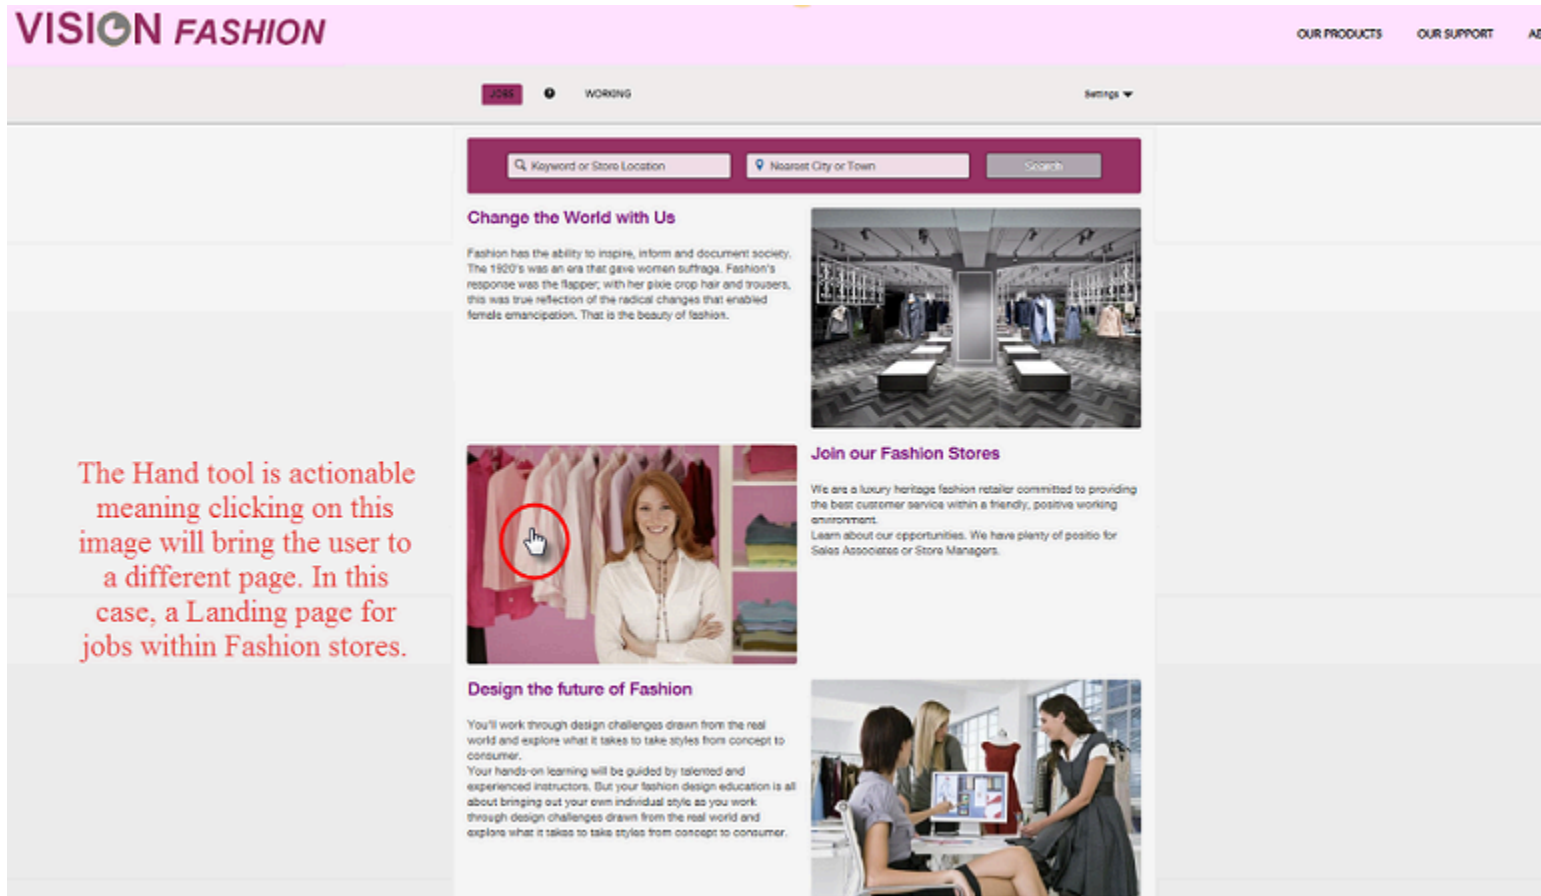 VISION FASHION
OUR PRODUCTS OUR SUPPORT
JOBS WORKING Settings
Keyword or Store Location Nearest City or Town Search
Change the World with Us
Fashion has the ability to inspire, inform and document society.
The 1920's was an era that gave women suffrage. Fashion's
response was the flapper; with her pixie crop hair and trousers,
this was true reflection of the radical changes that enabled
female emancipation. That is the beauty of fashion.
The Hand tool is actionable
meaning clicking on this
image will bring the user to
a different page. In this
case, a Landing page for
jobs within Fashion stores.
Join our Fashion Stores
We are a luxury heritage fashion retailer committed to providing
the best customer service within a friendly, positive working
environment.
Learn about our opportunities. We have plenty of positio for
Sales Associates or Store Managers.
Design the future of Fashion
You'll work through design challenges drawn from the real
world and explore what it takes to take styles from concept to
consumer.
Your hands-on learning will be guided by talented and
experienced instructors. But your fashion design education is all
about bringing out your own individual style as you work
through design challenges drawn from the real world and
explore what it takes to take styles from concept to consumer.